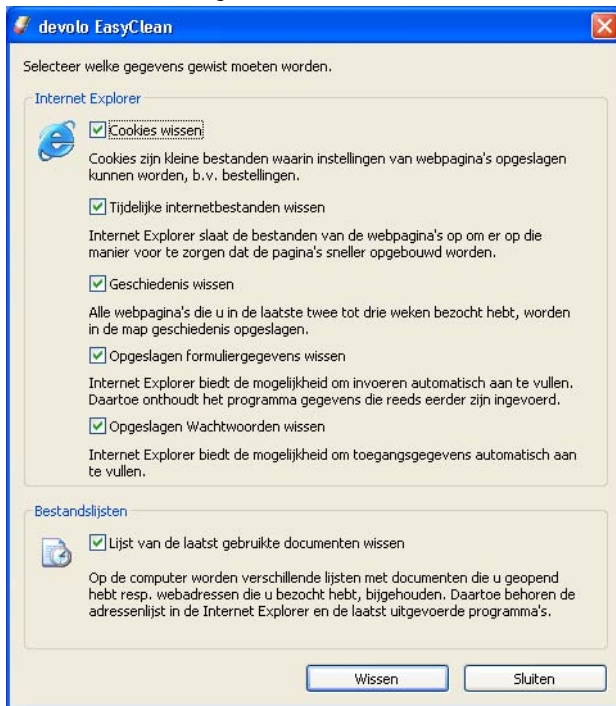 devolo EasyClean
Selecteer welke gegevens gewist moeten worden.
Internet Explorer
Cookies wissen
Cookies zijn kleine bestanden waarin instellingen van webpagina's opgeslagen
kunnen worden, b.v. bestellingen.
Tijdelijke internetbestanden wissen
Internet Explorer slaat de bestanden van de webpagina's op om er op die
manier voor te zorgen dat de pagina's sneller opgebouwd worden.
Geschiedenis wissen
Alle webpagina's die u in de laatste twee tot drie weken bezocht hebt, worden
in de map geschiedenis opgeslagen.
Opgeslagen formuliergegevens wissen
Internet Explorer biedt de mogelijkheid om invoeren automatisch aan te vullen.
Daartoe onthoudt het programma gegevens die reeds eerder zijn ingevoerd.
Opgeslagen Wachtwoorden wissen
Internet Explorer biedt de mogelijkheid om toegangsgegevens automatisch aan
te vullen.
Bestandslijsten
Lijst van de laatst gebruikte documenten wissen
Op de computer worden verschillende lijsten met documenten die u geopend
hebt resp. webadressen die u bezocht hebt, bijgehouden. Daartoe behoren de
adressenlijst in de Internet Explorer en de laatst uitgevoerde programma's.
Wissen
Sluiten